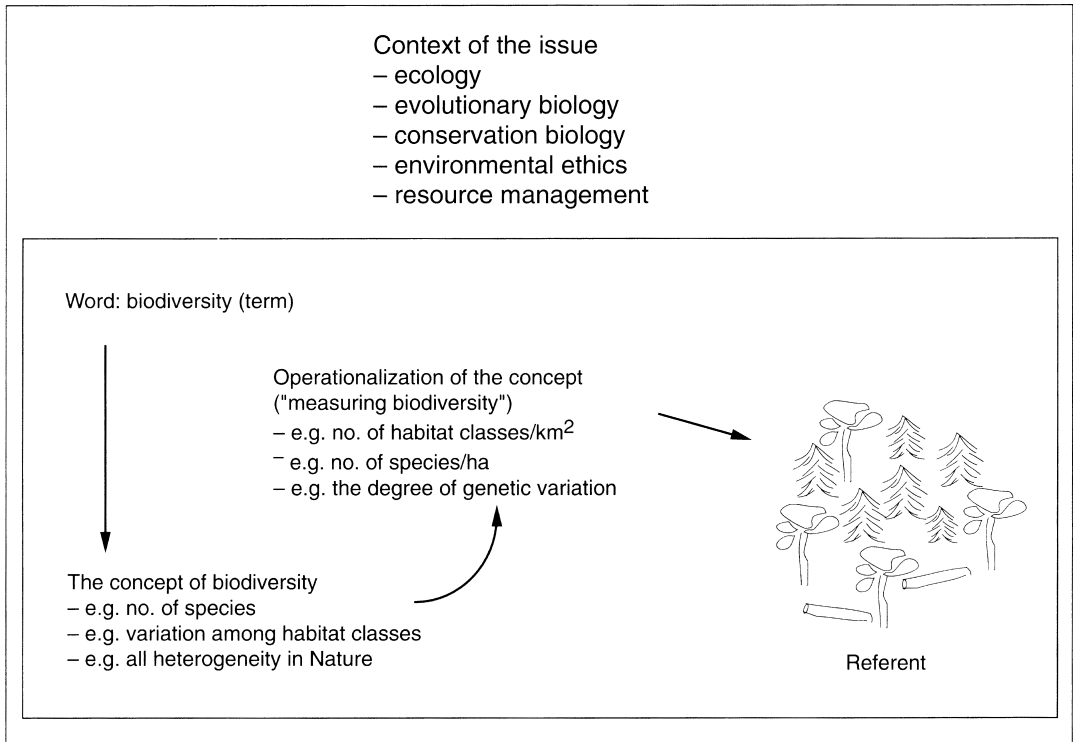 Context of the issue
– ecology
– evolutionary biology
– conservation biology
– environmental ethics
– resource management
Word: biodiversity (term)
Operationalization of the concept
("measuring biodiversity")
– e.g. no. of habitat classes/km²
– e.g. no. of species/ha
– e.g. the degree of genetic variation
The concept of biodiversity
– e.g. no. of species
– e.g. variation among habitat classes
– e.g. all heterogeneity in Nature
Referent